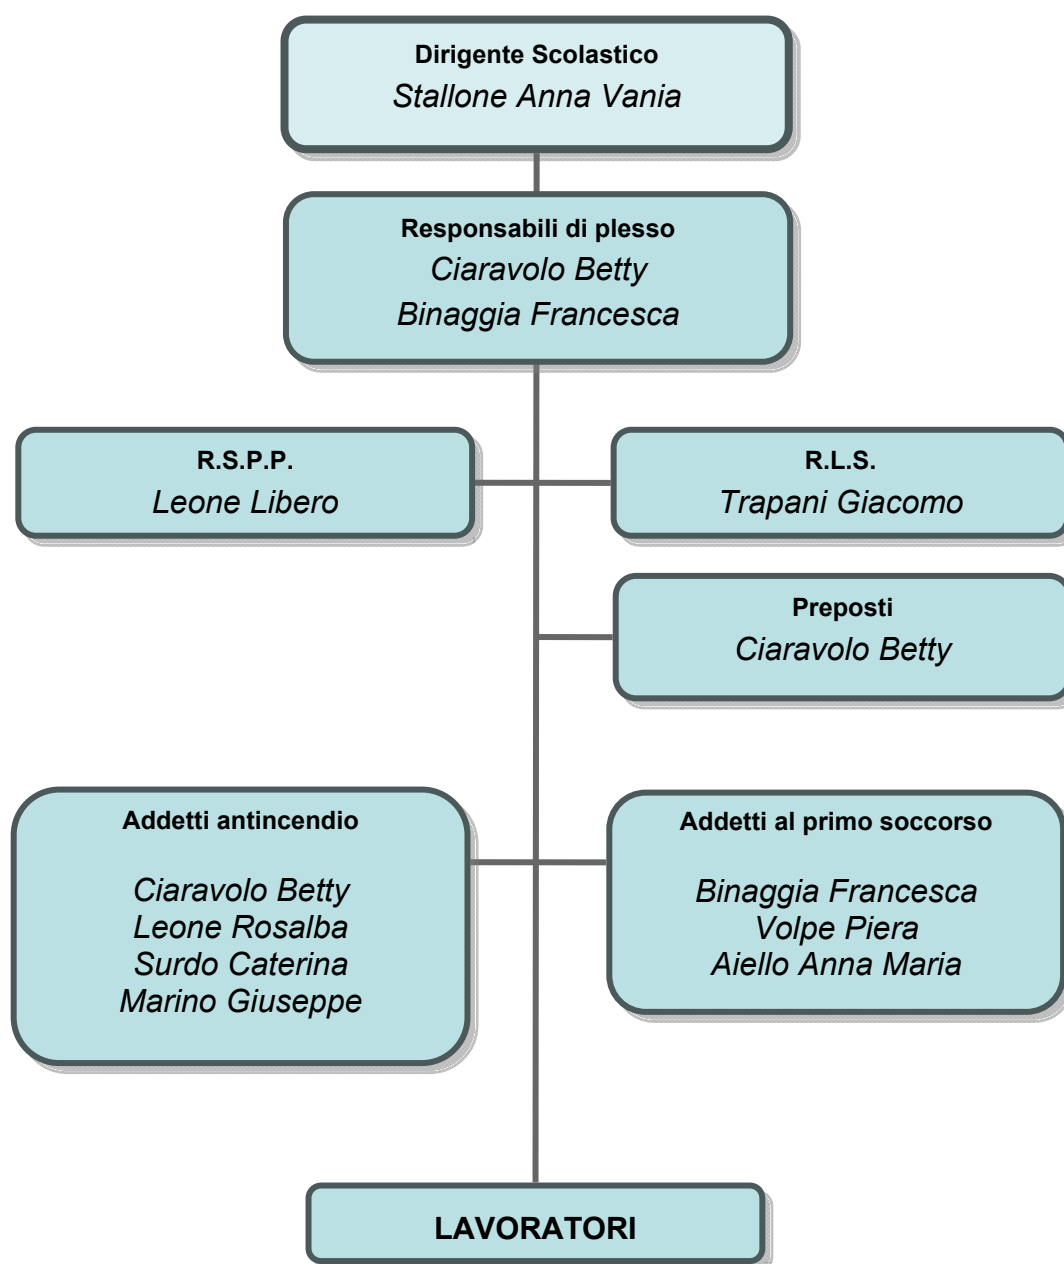 Dirigente Scolastico
Stallone Anna Vania
Responsabili di plesso
Ciaravolo Betty
Binaggia Francesca
R.S.P.P.
Leone Libero
R.L.S.
Trapani Giacomo
Preposti
Ciaravolo Betty
Addetti antincendio
Ciaravolo Betty
Leone Rosalba
Surdo Caterina
Marino Giuseppe
Addetti al primo soccorso
Binaggia Francesca
Volpe Piera
Aiello Anna Maria
LAVORATORI